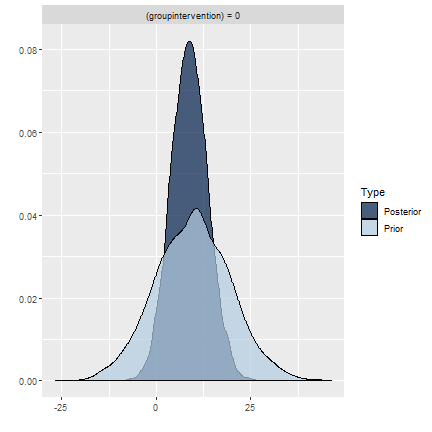 (groupintervention) = 0
0.08
0.06
0.04
0.02
0.00
-25
0
25
Type
Posterior
Prior